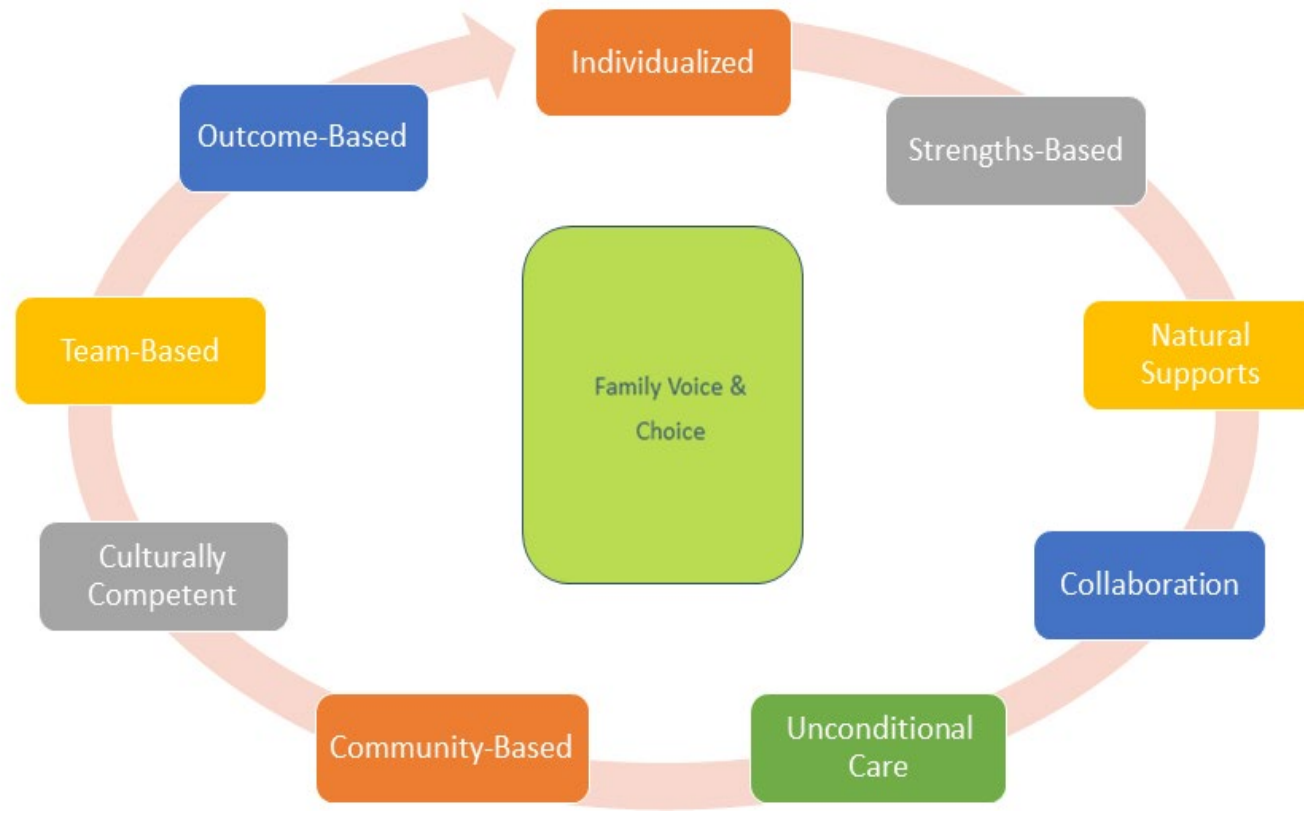 Individualized
Strengths-Based
Natural
Supports
Collaboration
Unconditional
Care
Community-Based
Culturally
Competent
Team-Based
Outcome-Based
Family Voice &
Choice